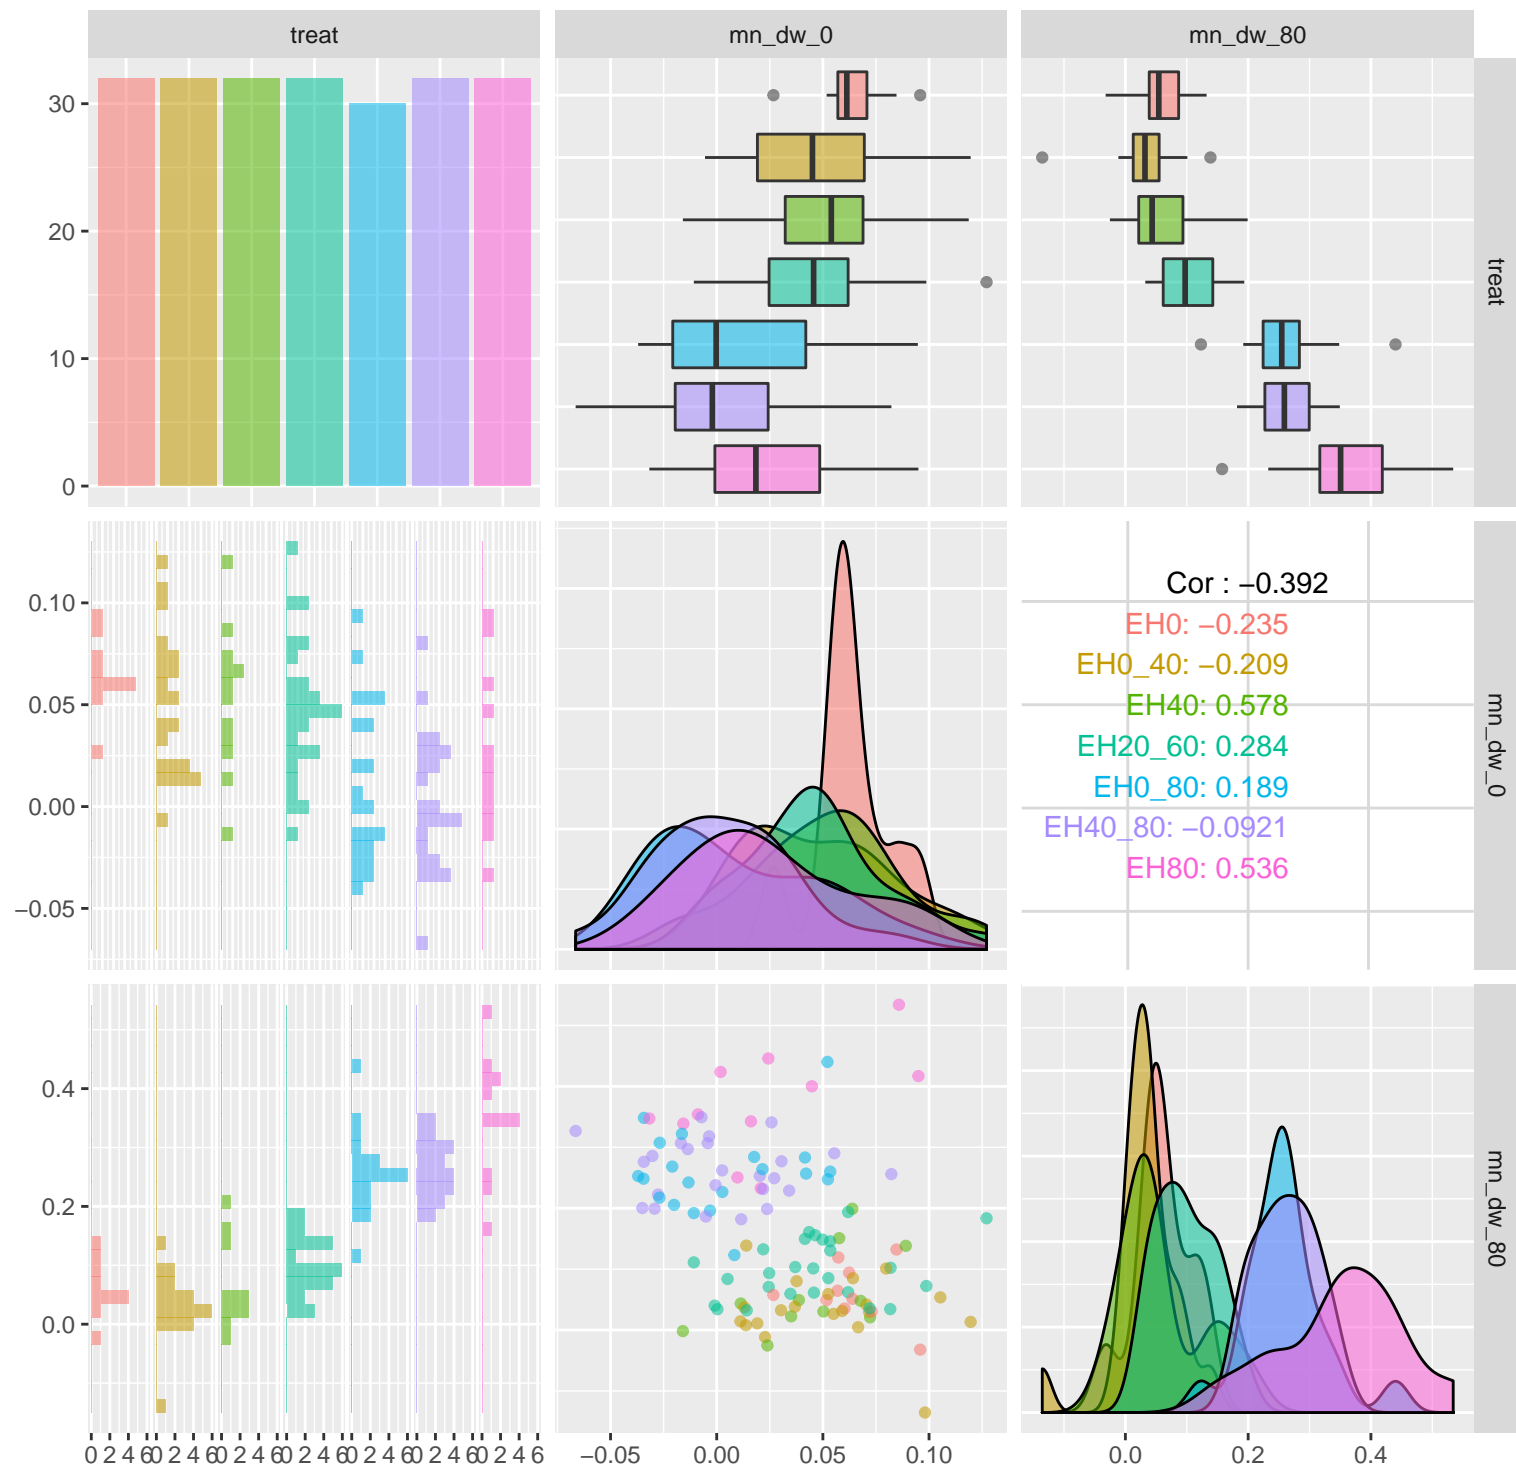 treat
mn_dw_0
mn_dw_80
30
20
10
0
treat
0.10
0.05
0.00
−0.05
Cor : −0.392
EH0: −0.235
EH0_40: −0.209
EH40: 0.578
EH20_60: 0.284
EH0_80: 0.189
EH40_80: −0.0921
EH80: 0.536
mn_dw_0
0.4
0.2
0.0
mn_dw_80
0 2 4 6 0 2 4 6 0 2 4 6 0 2 4 6 0 2 4 6 0 2 4 6 0 2 4 6
−0.05 0.00 0.05 0.10
0.0 0.2 0.4